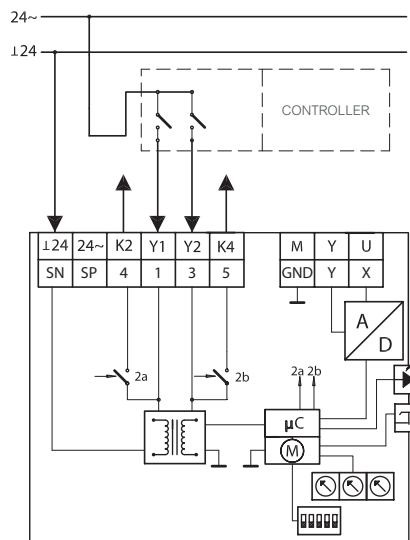 24~
⊥24
CONTROLLER
⊥24 24~ K2 Y1 Y2 K4 M Y U
SN SP 4 1 3 5 GND Y X
A
D
2a 2b
2a 2b
μC
M